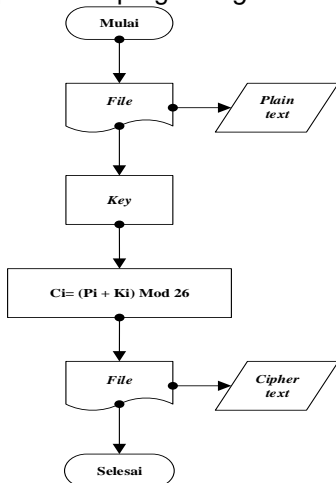 Mulai
File
Plain
text
Key
Ci= (Pi + Ki) Mod 26
File
Cipher
text
Selesai